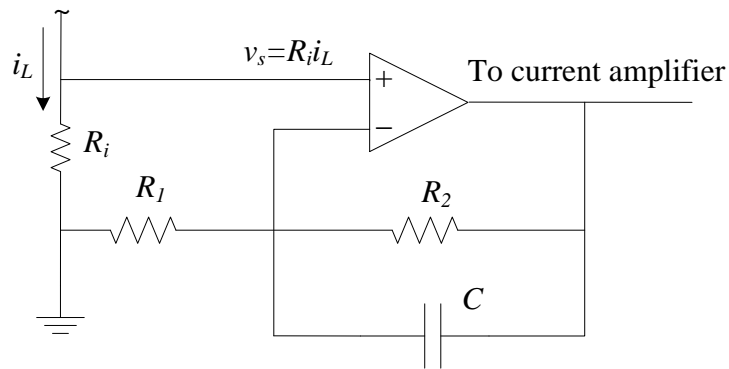 ~
i_L
v_s=R_i i_L
+
−
To current amplifier
R_i
R_1
R_2
C